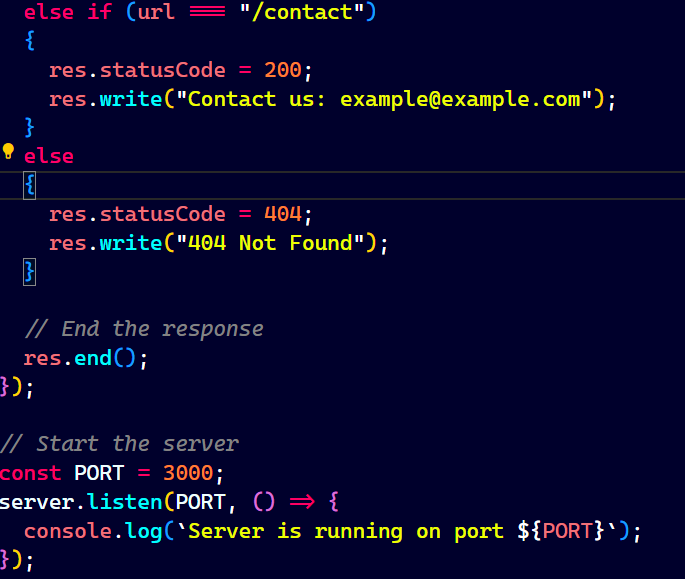 else if (url === "/contact")
{
res.statusCode = 200;
res.write("Contact us: example@example.com");
}
else
{
res.statusCode = 404;
res.write("404 Not Found");
}
// End the response
res.end();
});
// Start the server
const PORT = 3000;
server.listen(PORT, () => {
console.log(`Server is running on port ${PORT}`);
});